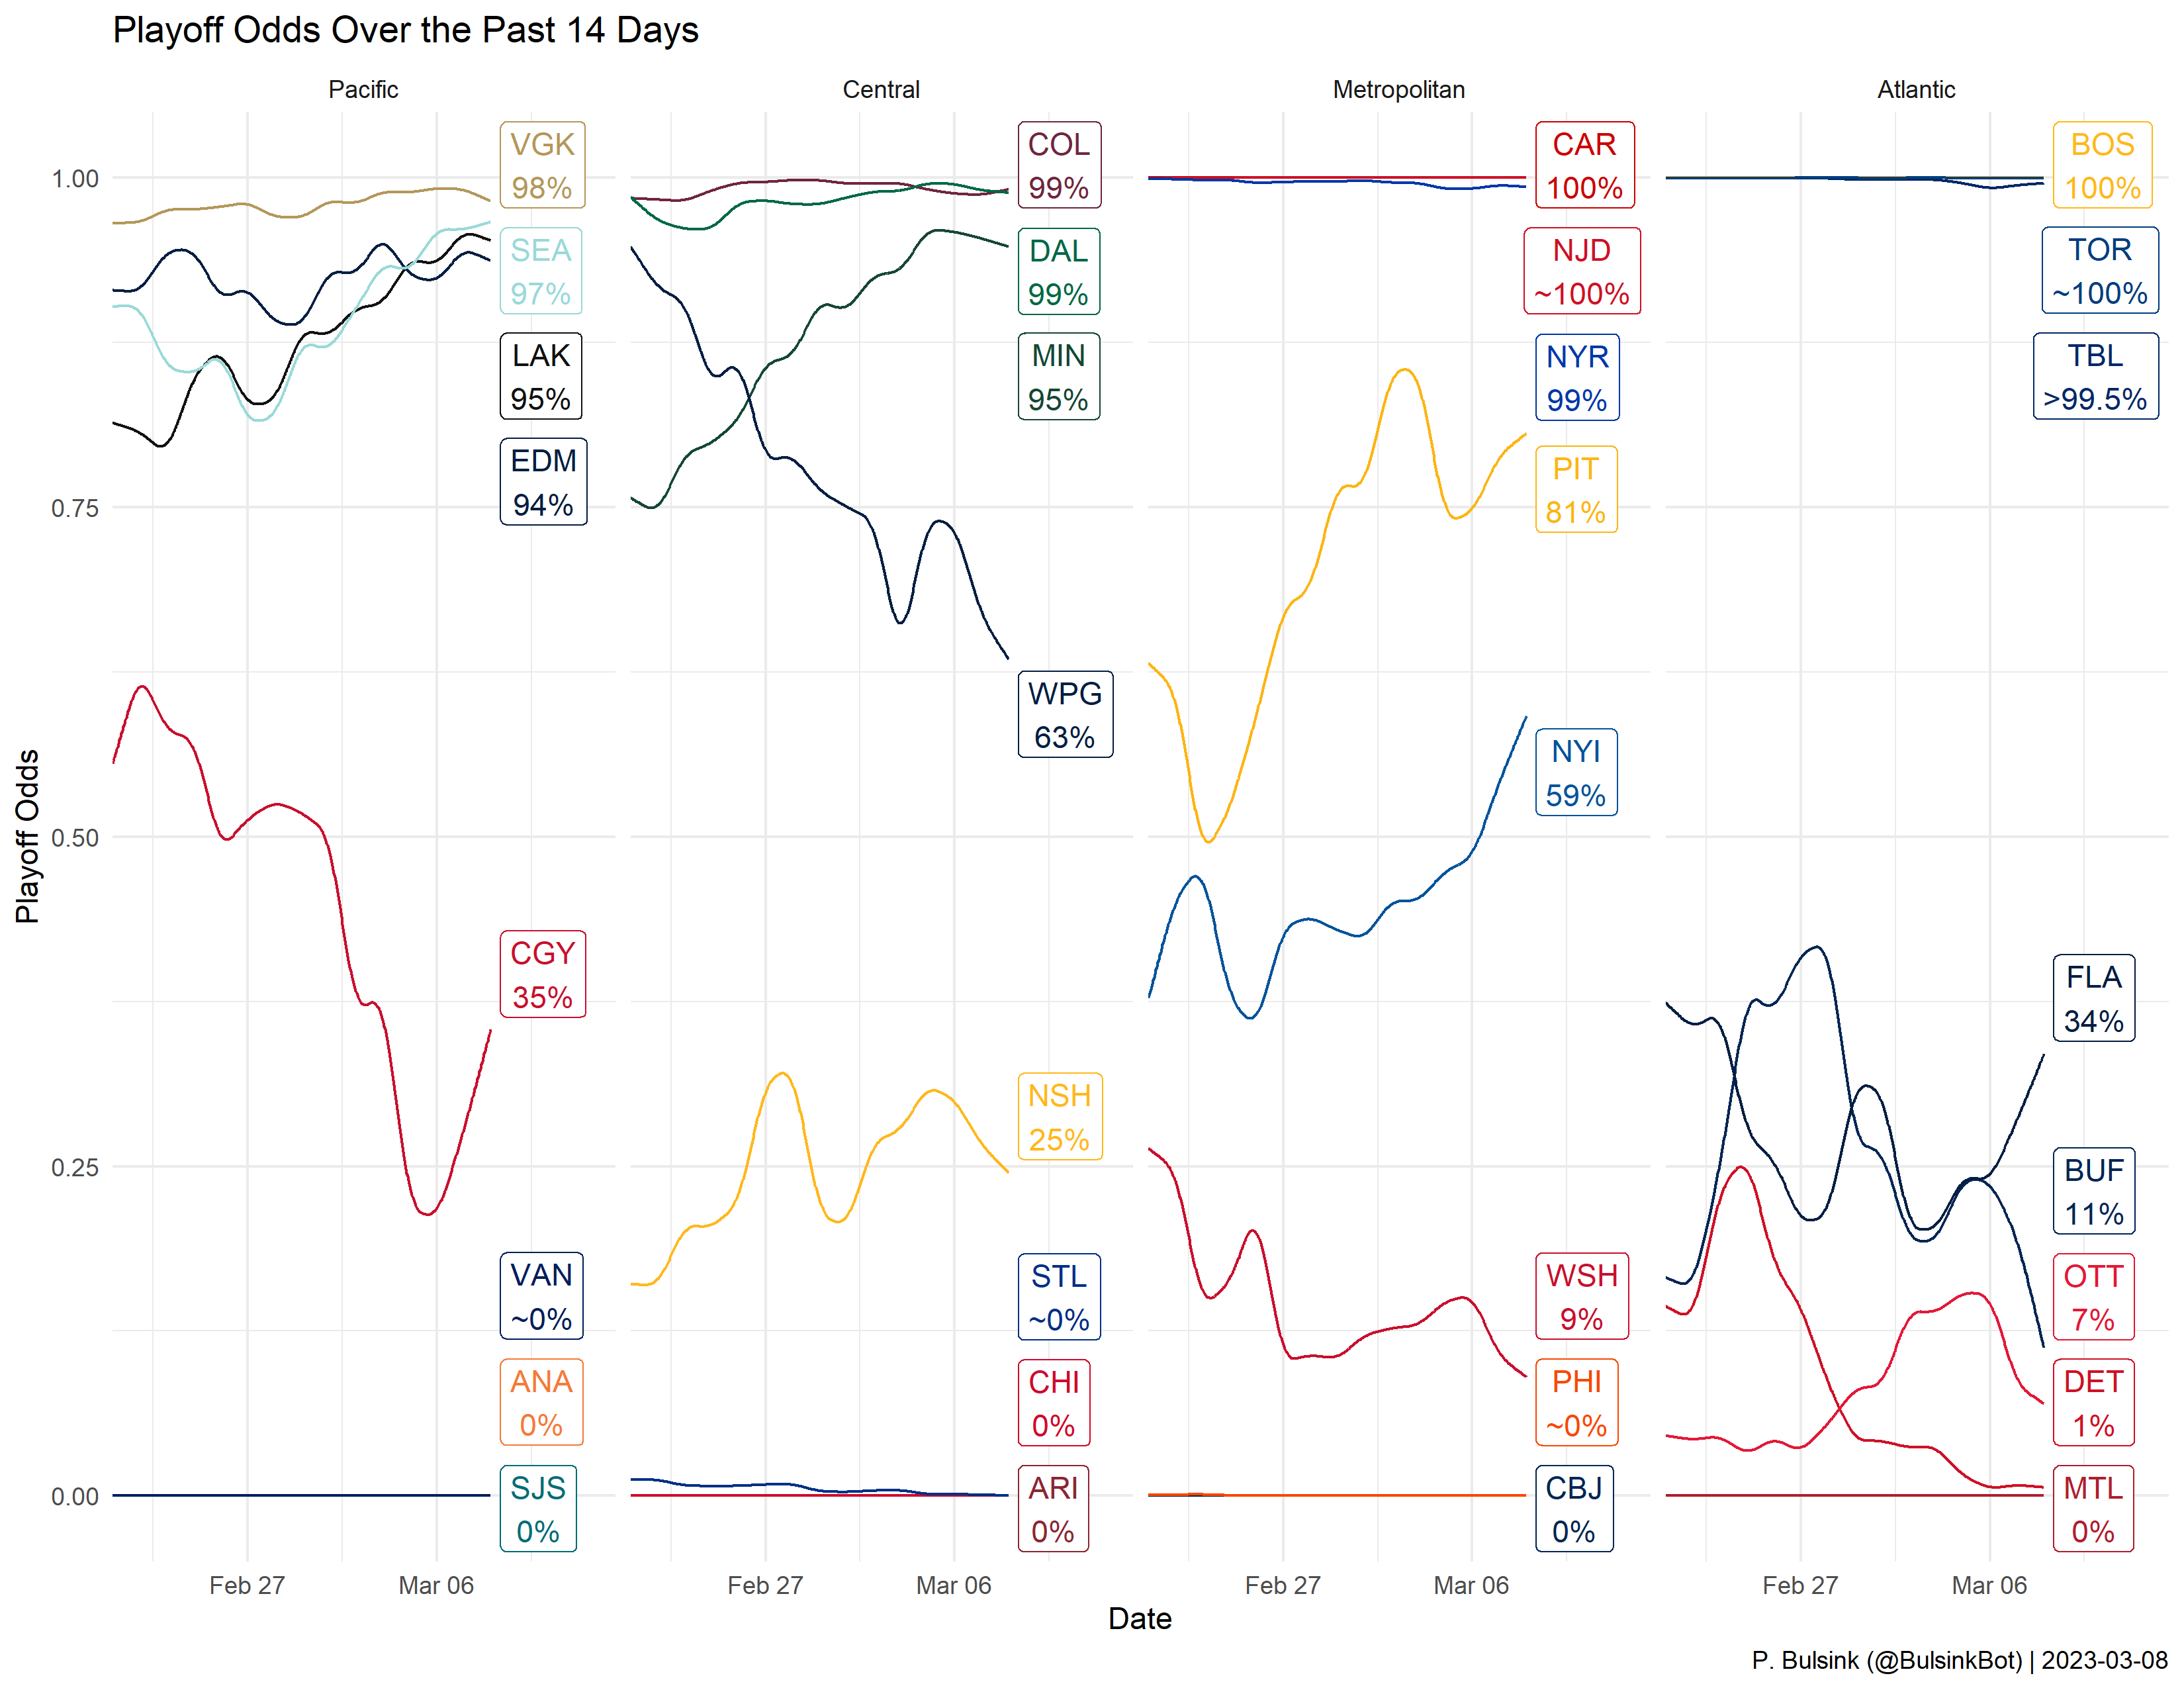 Playoff Odds Over the Past 14 Days
Pacific
Central
Metropolitan
Atlantic
Playoff Odds
1.00
0.75
0.50
0.25
0.00
VGK
98%
SEA
97%
LAK
95%
EDM
94%
CGY
35%
VAN
~0%
ANA
0%
SJS
0%
COL
99%
DAL
99%
MIN
95%
WPG
63%
NSH
25%
STL
~0%
CHI
0%
ARI
0%
CAR
100%
NJD
~100%
NYR
99%
PIT
81%
NYI
59%
WSH
9%
PHI
~0%
CBJ
0%
BOS
100%
TOR
~100%
TBL
>99.5%
FLA
34%
BUF
11%
OTT
7%
DET
1%
MTL
0%
Feb 27
Mar 06
Feb 27
Mar 06
Feb 27
Mar 06
Feb 27
Mar 06
Date
P. Bulsink (@BulsinkBot) | 2023-03-08